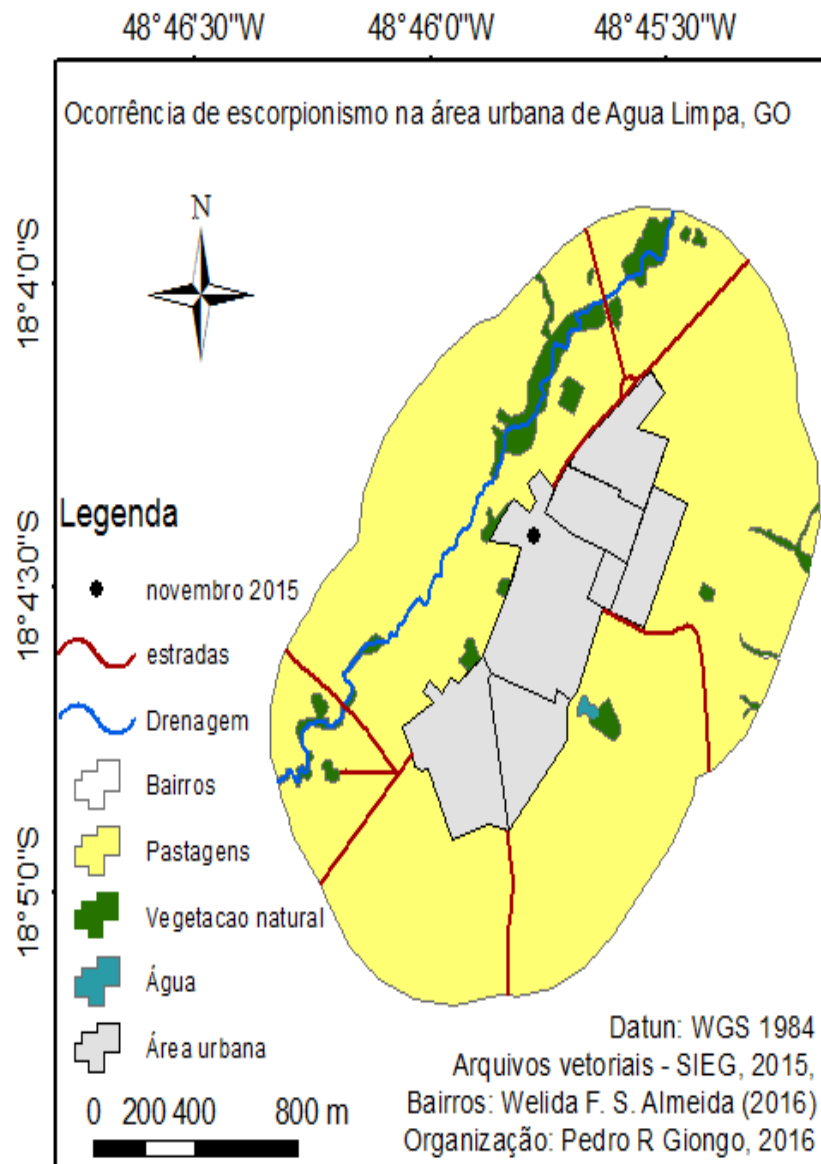 48°46'30"W 48°46'0"W 48°45'30"W
Ocorrência de escorpionismo na área urbana de Agua Limpa, GO
N
18°4'0"S
18°4'30"S
18°5'0"S
Legenda
novembro 2015
estradas
Drenagem
Bairros
Pastagens
Vegetacao natural
Água
Área urbana
0 200 400 800 m
Datun: WGS 1984
Arquivos vetoriais - SIEG, 2015,
Bairros: Welida F. S. Almeida (2016)
Organização: Pedro R Giongo, 2016